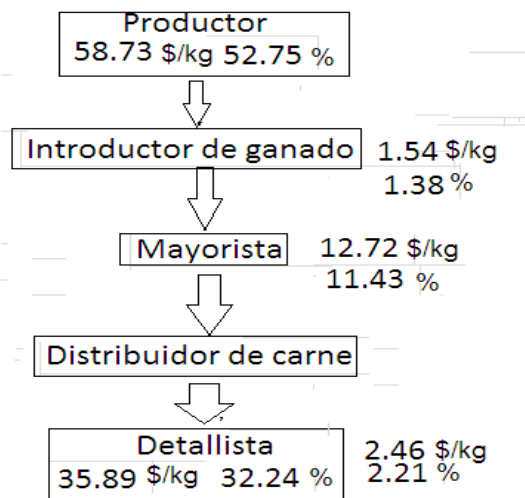 Productor
58.73 $/kg 52.75 %
Introductor de ganado 1.54 $/kg
1.38 %
Mayorista 12.72 $/kg
11.43 %
Distribuidor de carne
Detallista 2.46 $/kg
35.89 $/kg 32.24 % 2.21 %